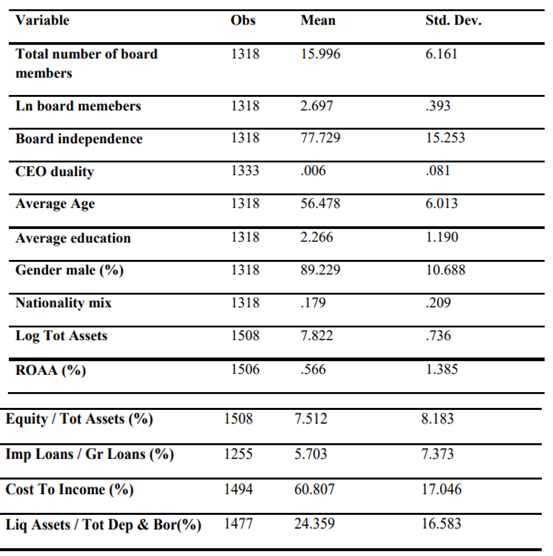 Variable Obs Mean Std. Dev.
Total number of board 1318 15.996 6.161
members
Ln board memebers 1318 2.697 .393
Board independence 1318 77.729 15.253
CEO duality 1333 .006 .081
Average Age 1318 56.478 6.013
Average education 1318 2.266 1.190
Gender male (%) 1318 89.229 10.688
Nationality mix 1318 .179 .209
Log Tot Assets 1508 7.822 .736
ROAA (%) 1506 .566 1.385
Equity / Tot Assets (%) 1508 7.512 8.183
Imp Loans / Gr Loans (%) 1255 5.703 7.373
Cost To Income (%) 1494 60.807 17.046
Liq Assets / Tot Dep & Bor(%) 1477 24.359 16.583